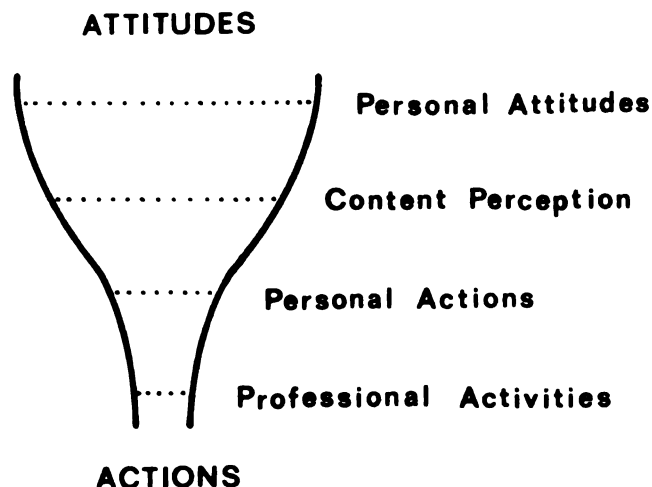 ATTITUDES
Personal Attitudes
Content Perception
Personal Actions
Professional Activities
ACTIONS